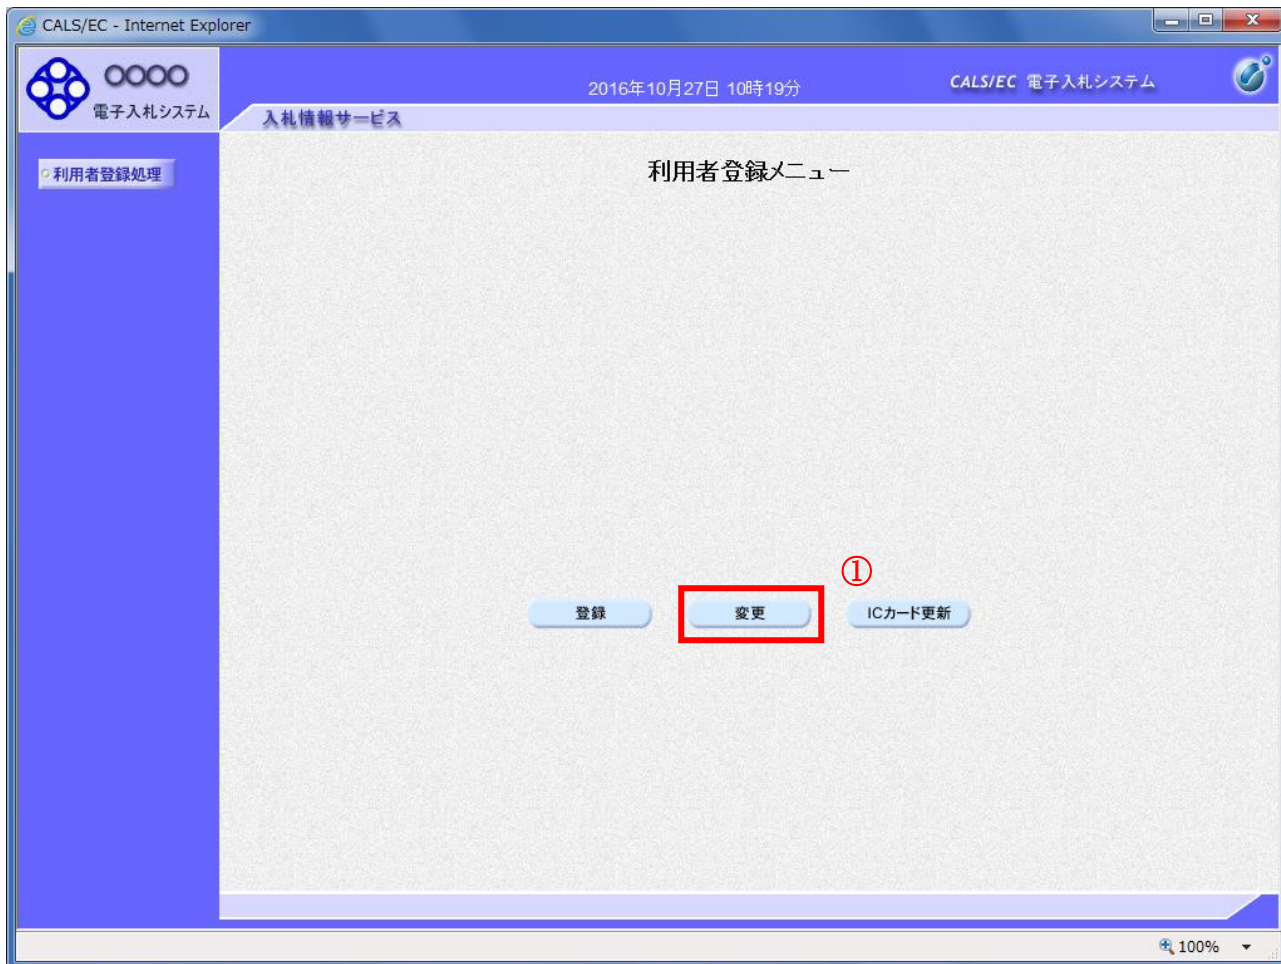 CALS/EC - Internet Explorer
○○○○
電子入札システム
2016年10月27日 10時19分
CALS/EC 電子入札システム
入札情報サービス
利用者登録処理
利用者登録メニュー
①
登録
変更
ICカード更新
100%